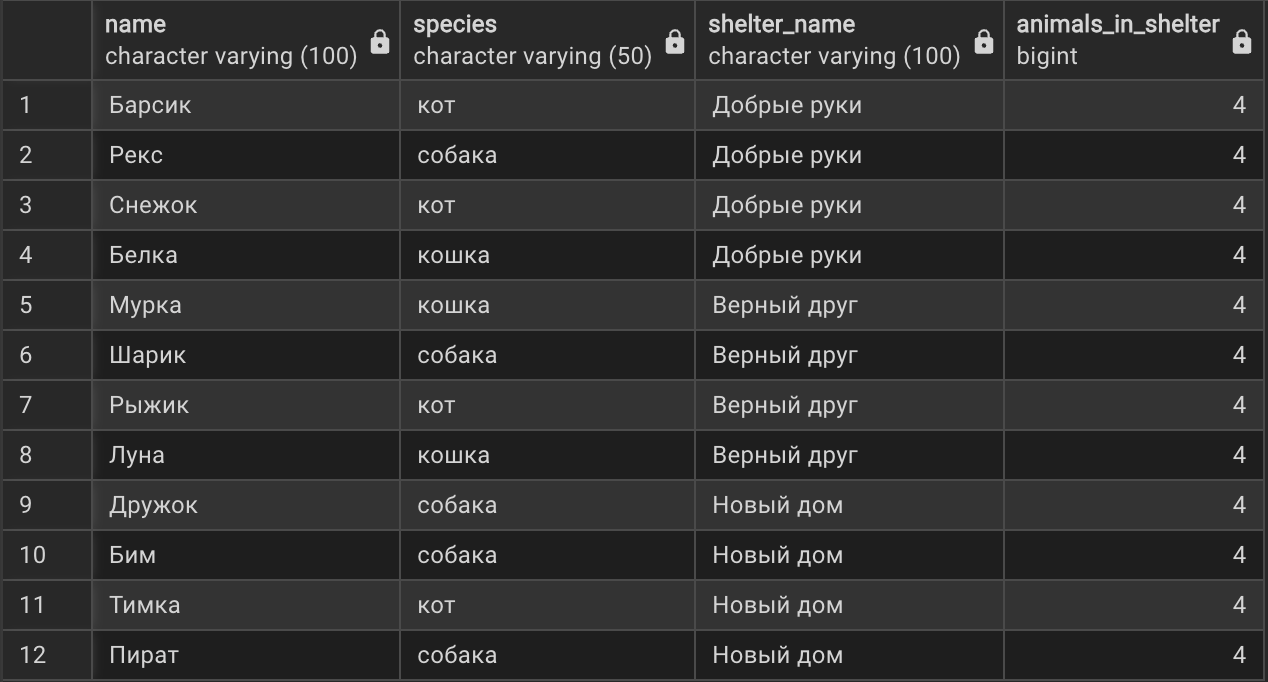 name species shelter_name animals_in_shelter
character varying (100) character varying (50) character varying (100) bigint
1 Барсик кот Добрые руки 4
2 Рекс собака Добрые руки 4
3 Снежок кот Добрые руки 4
4 Белка кошка Добрые руки 4
5 Мурка кошка Верный друг 4
6 Шарик собака Верный друг 4
7 Рыжик кот Верный друг 4
8 Луна кошка Верный друг 4
9 Дружок собака Новый дом 4
10 Бим собака Новый дом 4
11 Тимка кот Новый дом 4
12 Пират собака Новый дом 4